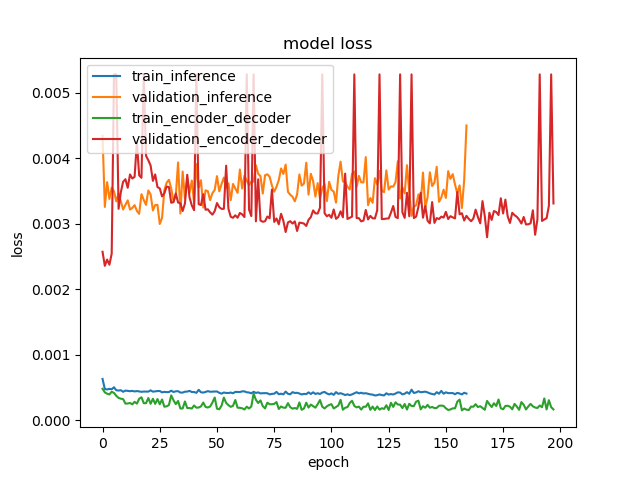 model loss
train_inference
validation_inference
train_encoder_decoder
validation_encoder_decoder
loss
0.005
0.004
0.003
0.002
0.001
0.000
0 25 50 75 100 125 150 175 200
epoch